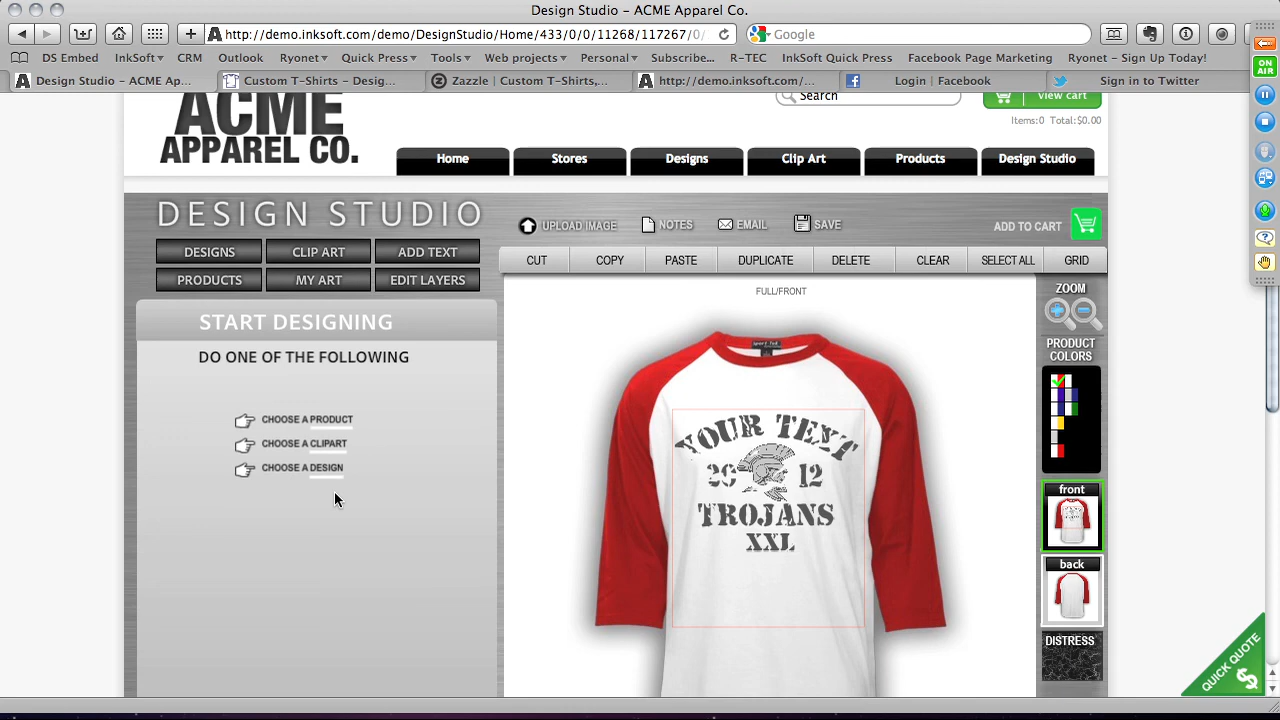 Design Studio – ACME Apparel Co.
http://demo.inksoft.com/demo/DesignStudio/Home/433/0/0/11268/117267/0/
Google
DS Embed InkSoft CRM Outlook Ryonet Quick Press Tools Web projects Personal Subscribe... R-TEC InkSoft Quick Press Facebook Page Marketing Ryonet – Sign Up Today!
Design Studio – ACME Ap... Custom T-Shirts – Desig... Zazzle | Custom T-Shirts,... http://demo.inksoft.com/... Login | Facebook Sign in to Twitter
ON AIR
ACME
APPAREL CO.
Search
view cart
Items:0 Total:$0.00
Home Stores Designs Clip Art Products Design Studio
DESIGN STUDIO
UPLOAD IMAGE NOTES EMAIL SAVE ADD TO CART
DESIGNS CLIP ART ADD TEXT
PRODUCTS MY ART EDIT LAYERS
CUT COPY PASTE DUPLICATE DELETE CLEAR SELECT ALL GRID
START DESIGNING
DO ONE OF THE FOLLOWING
CHOOSE A PRODUCT
CHOOSE A CLIPART
CHOOSE A DESIGN
FULL/FRONT
YOUR TEXT
20 12
TROJANS
XXL
ZOOM
PRODUCT
COLORS
front
back
DISTRESS
QUICK QUOTE
$